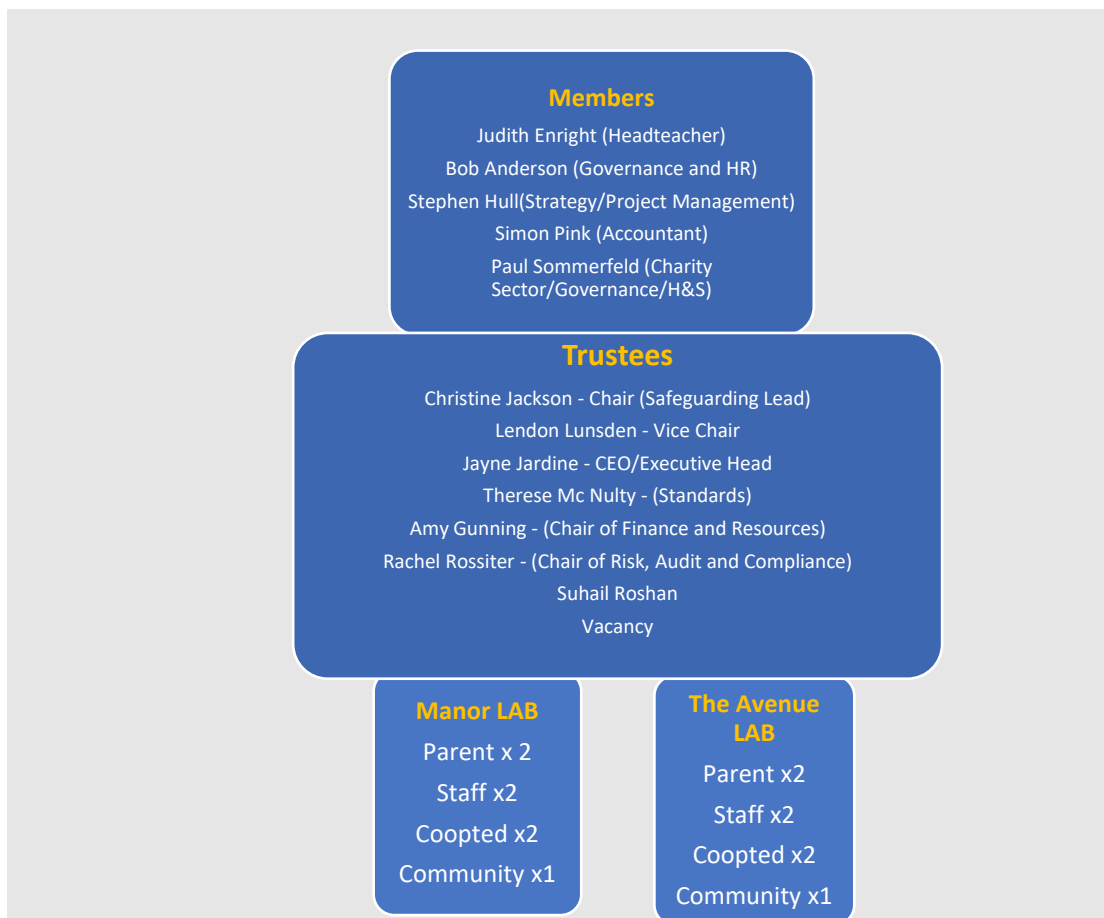 Members
Judith Enright (Headteacher)
Bob Anderson (Governance and HR)
Stephen Hull(Strategy/Project Management)
Simon Pink (Accountant)
Paul Sommerfeld (Charity
Sector/Governance/H&S)
Trustees
Christine Jackson - Chair (Safeguarding Lead)
Lendon Lunsden - Vice Chair
Jayne Jardine - CEO/Executive Head
Therese Mc Nulty - (Standards)
Amy Gunning - (Chair of Finance and Resources)
Rachel Rossiter - (Chair of Risk, Audit and Compliance)
Suhail Roshan
Vacancy
Manor LAB
Parent x 2
Staff x2
Coopted x2
Community x1
The Avenue
LAB
Parent x2
Staff x2
Coopted x2
Community x1